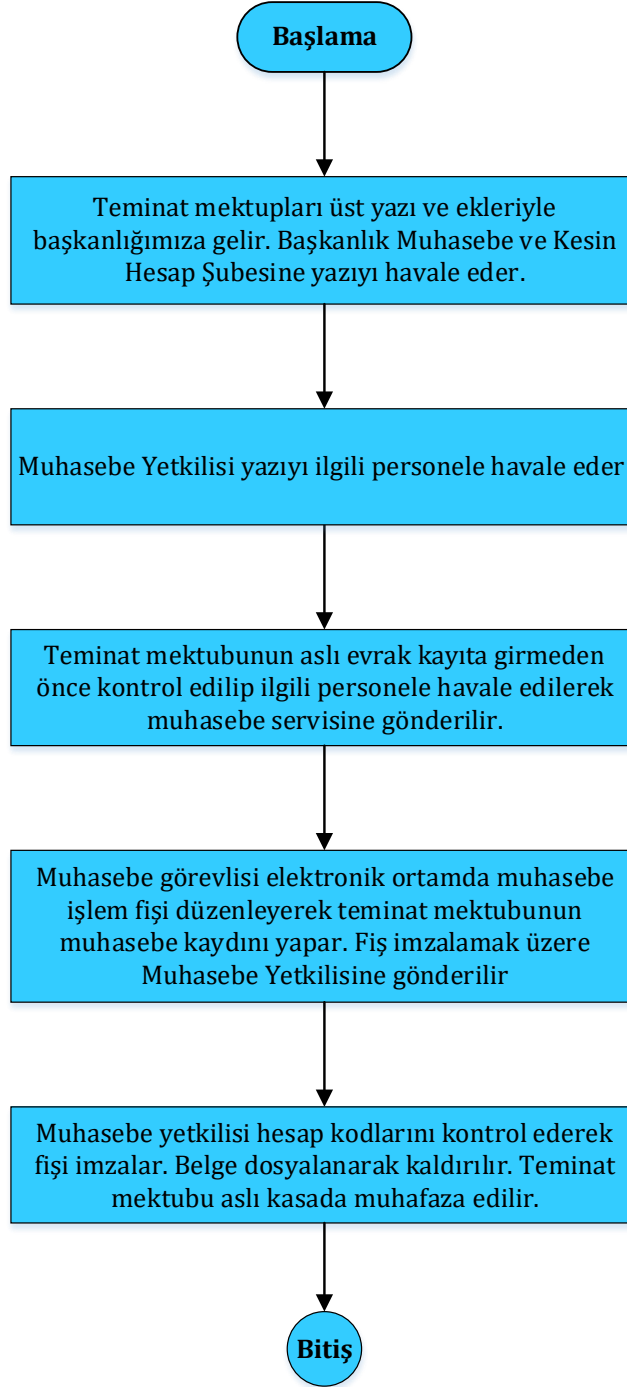 Başlama
Teminat mektupları üst yazı ve ekleriyle
başkanlığımıza gelir. Başkanlık Muhasebe ve Kesin
Hesap Şubesine yazıyı havale eder.
Muhasebe Yetkilisi yazıyı ilgili personele havale eder
Teminat mektubunun aslı evrak kayıta girmeden
önce kontrol edilip ilgili personele havale edilerek
muhasebe servisine gönderilir.
Muhasebe görevlisi elektronik ortamda muhasebe
işlem fişi düzenleyerek teminat mektubunun
muhasebe kaydını yapar. Fiş imzalamak üzere
Muhasebe Yetkilisine gönderilir
Muhasebe yetkilisi hesap kodlarını kontrol ederek
fişi imzalar. Belge dosyalanarak kaldırılır. Teminat
mektubu aslı kasada muhafaza edilir.
Bitiş